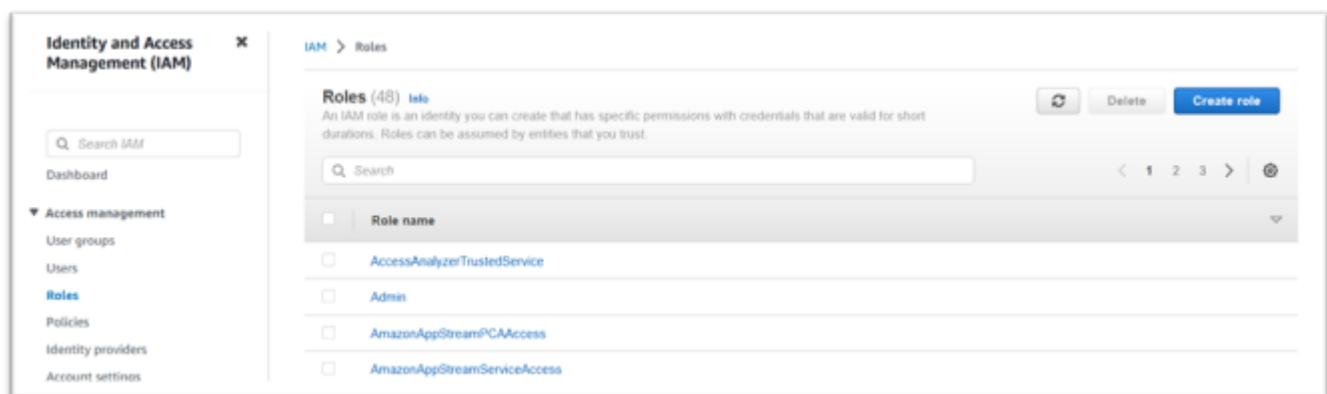 Identity and Access
Management (IAM)
Search IAM
Dashboard
Access management
User groups
Users
Roles
Policies
Identity providers
Account settings
IAM > Roles
Roles (48) Info
An IAM role is an identity you can create that has specific permissions with credentials that are valid for short
durations. Roles can be assumed by entities that you trust.
Delete
Create role
Search
1 2 3
Role name
AccessAnalyzerTrustedService
Admin
AmazonAppStreamPCAAccess
AmazonAppStreamServiceAccess